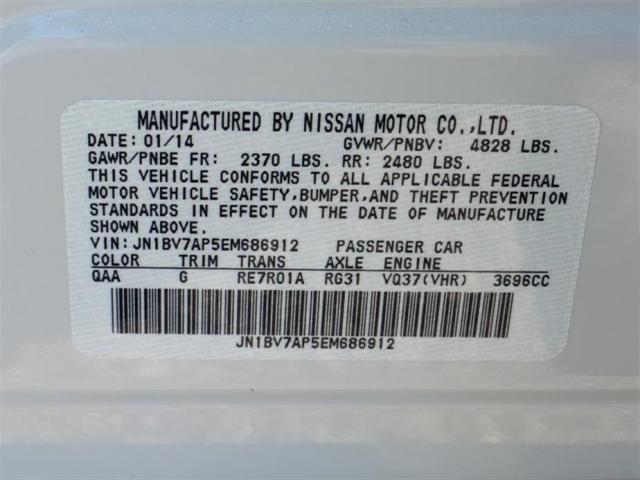 MANUFACTURED BY NISSAN MOTOR CO.,LTD.
DATE: 01/14 GVWR/PNBV: 4828 LBS.
GAWR/PNBE FR: 2370 LBS. RR: 2480 LBS.
THIS VEHICLE CONFORMS TO ALL APPLICABLE FEDERAL
MOTOR VEHICLE SAFETY,BUMPER,AND THEFT PREVENTION
STANDARDS IN EFFECT ON THE DATE OF MANUFACTURE
SHOWN ABOVE.
VIN:JN1BV7AP5EM686912 PASSENGER CAR
COLOR TRIM TRANS AXLE ENGINE
QAA G RE7R01A RG31 VQ37(VHR) 3696CC
JN1BV7AP5EM686912